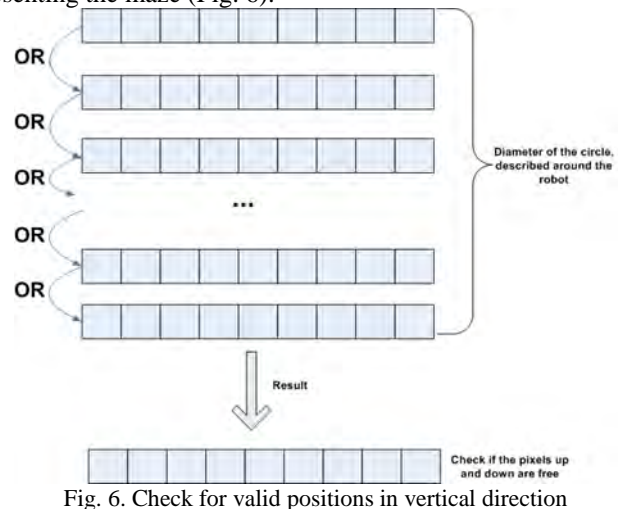 senting the maze (Fig. 6).
OR
OR
OR
...
OR
OR
Diameter of the circle,
described around the
robot
Result
Check if the pixels up
and down are free
Fig. 6. Check for valid positions in vertical direction